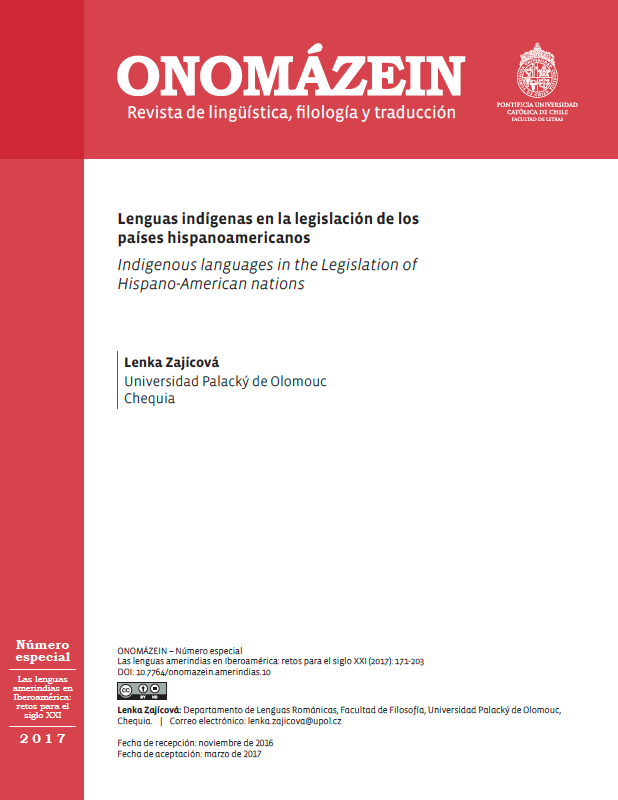 ONOMÁZEIN
Revista de lingüística, filología y traducción
PONTIFICIA UNIVERSIDAD
CATÓLICA DE CHILE
FACULTAD DE LETRAS
Lenguas indígenas en la legislación de los
países hispanoamericanos
Indigenous languages in the Legislation of
Hispano-American nations
Lenka Zajícová
Universidad Palacký de Olomouc
Chequia
Número
especial
Las lenguas
amerindias en
Iberoamérica:
retos para el
siglo XXI
2017
ONOMÁZEIN – Número especial
Las lenguas amerindias en Iberoamérica: retos para el siglo XXI (2017): 171-203
DOI: 10.7764/onomazein.amerindias.10
cc
BY
Lenka Zajícová: Departamento de Lenguas Románicas, Facultad de Filosofía, Universidad Palacký de Olomouc,
Chequia. | Correo electrónico: lenka.zajicova@upol.cz
Fecha de recepción: noviembre de 2016
Fecha de aceptación: marzo de 2017